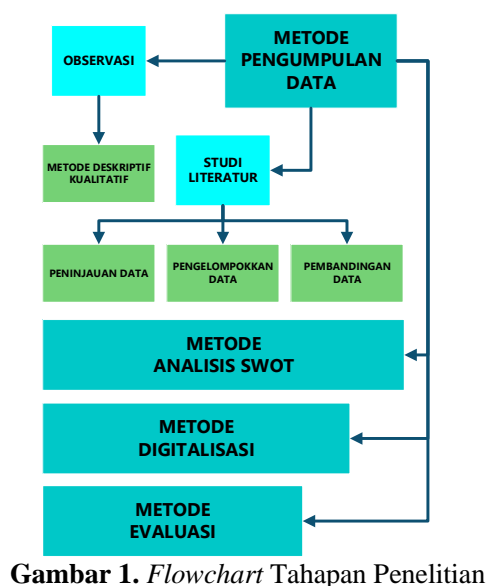 METODE
PENGUMPULAN
DATA
OBSERVASI
METODE DESKRIPTIF
KUALITATIF
STUDI
LITERATUR
PENINJAUAN DATA
PENGELOMPOKKAN
DATA
PEMBANDINGAN
DATA
METODE
ANALISIS SWOT
METODE
DIGITALISASI
METODE
EVALUASI
Gambar 1. Flowchart Tahapan Penelitian